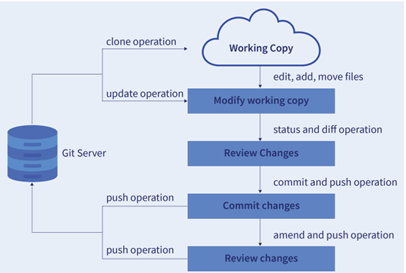 clone operation
Working Copy
edit, add, move files
update operation
Modify working copy
status and diff operation
Git Server
Review Changes
commit and push operation
push operation
Commit changes
amend and push operation
push operation
Review changes